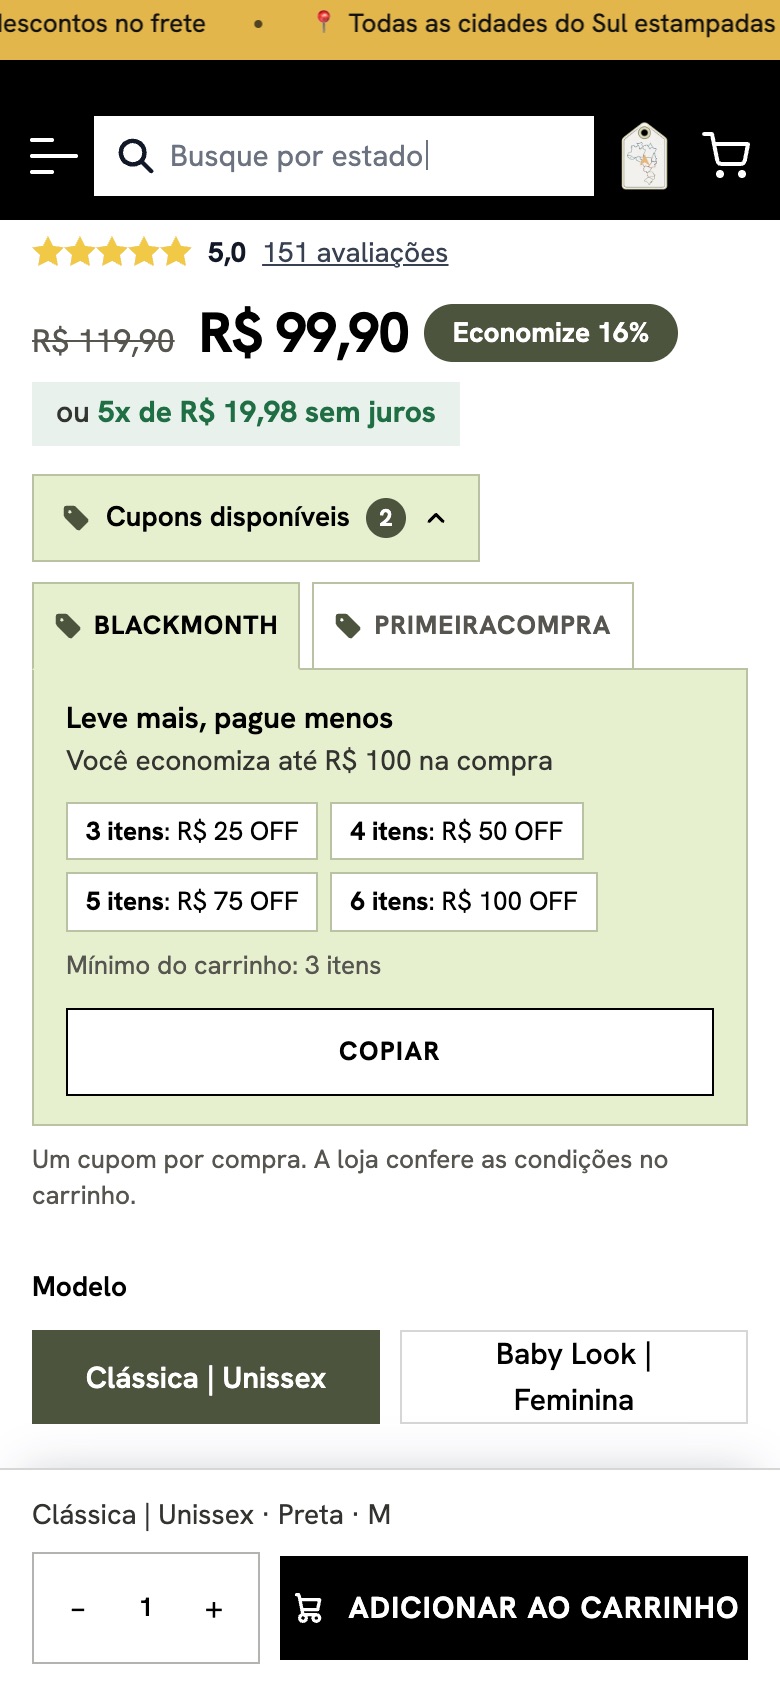 escontos no frete • Todas as cidades do Sul estampadas
Busque por estado
5,0 151 avaliações
R$ 119,90 R$ 99,90 Economize 16%
ou 5x de R$ 19,98 sem juros
Cupons disponíveis 2
BLACKMONTH PRIMEIRACOMPRA
Leve mais, pague menos
Você economiza até R$ 100 na compra
3 itens: R$ 25 OFF 4 itens: R$ 50 OFF
5 itens: R$ 75 OFF 6 itens: R$ 100 OFF
Mínimo do carrinho: 3 itens
COPIAR
Um cupom por compra. A loja confere as condições no
carrinho.
Modelo
Clássica | Unissex
Baby Look |
Feminina
Clássica | Unissex · Preta · M
- 1 + ADICIONAR AO CARRINHO